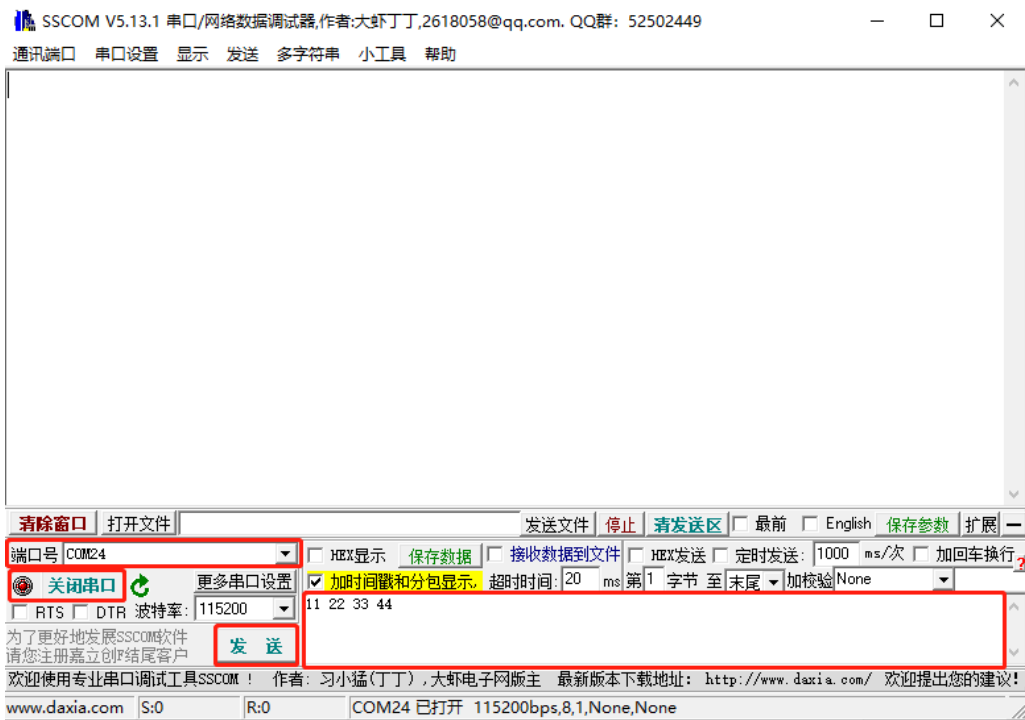 SSCOM V5.13.1 串口/网络数据调试器,作者:大虾丁丁,2618058@qq.com. QQ群: 52502449
通讯端口 串口设置 显示 发送 多字符串 小工具 帮助
清除窗口 打开文件 发送文件 停止 清发送区 最前 English 保存参数 扩展 —
端口号 COM24 HEX显示 保存数据 接收数据到文件 HEX发送 定时发送: 1000 ms/次 加回车换行
关闭串口 更多串口设置 加时间戳和分包显示, 超时时间: 20 ms 第 1 字节 至 末尾 加校验 None
RTS DTR 波特率: 115200
11 22 33 44
为了更好地发展SSCOM软件
请您注册嘉立创F结尾客户
发 送
欢迎使用专业串口调试工具SSCOM ! 作者: 习小猛(丁丁),大虾电子网版主 最新版本下载地址: http://www.daxia.com/ 欢迎提出您的建议!
www.daxia.com S:0 R:0 COM24 已打开 115200bps,8,1,None,None